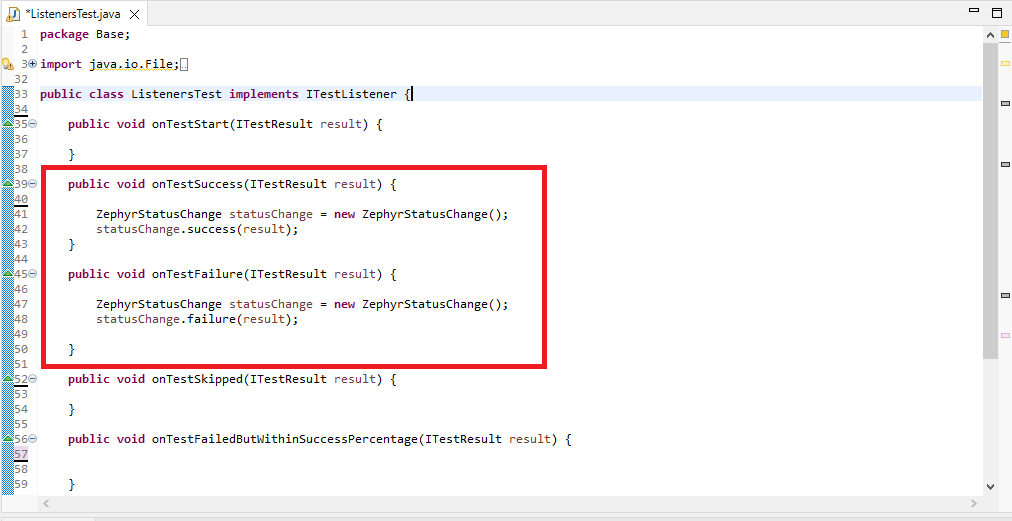 *ListenersTest.java
1 package Base;
2
3 import java.io.File;
32
33 public class ListenersTest implements ITestListener {
34
35 public void onTestStart(ITestResult result) {
36
37 }
38
39 public void onTestSuccess(ITestResult result) {
40
41 ZephyrStatusChange statusChange = new ZephyrStatusChange();
42 statusChange.success(result);
43 }
44
45 public void onTestFailure(ITestResult result) {
46
47 ZephyrStatusChange statusChange = new ZephyrStatusChange();
48 statusChange.failure(result);
49
50 }
51
52 public void onTestSkipped(ITestResult result) {
53
54 }
55
56 public void onTestFailedButWithinSuccessPercentage(ITestResult result) {
57
58
59 }